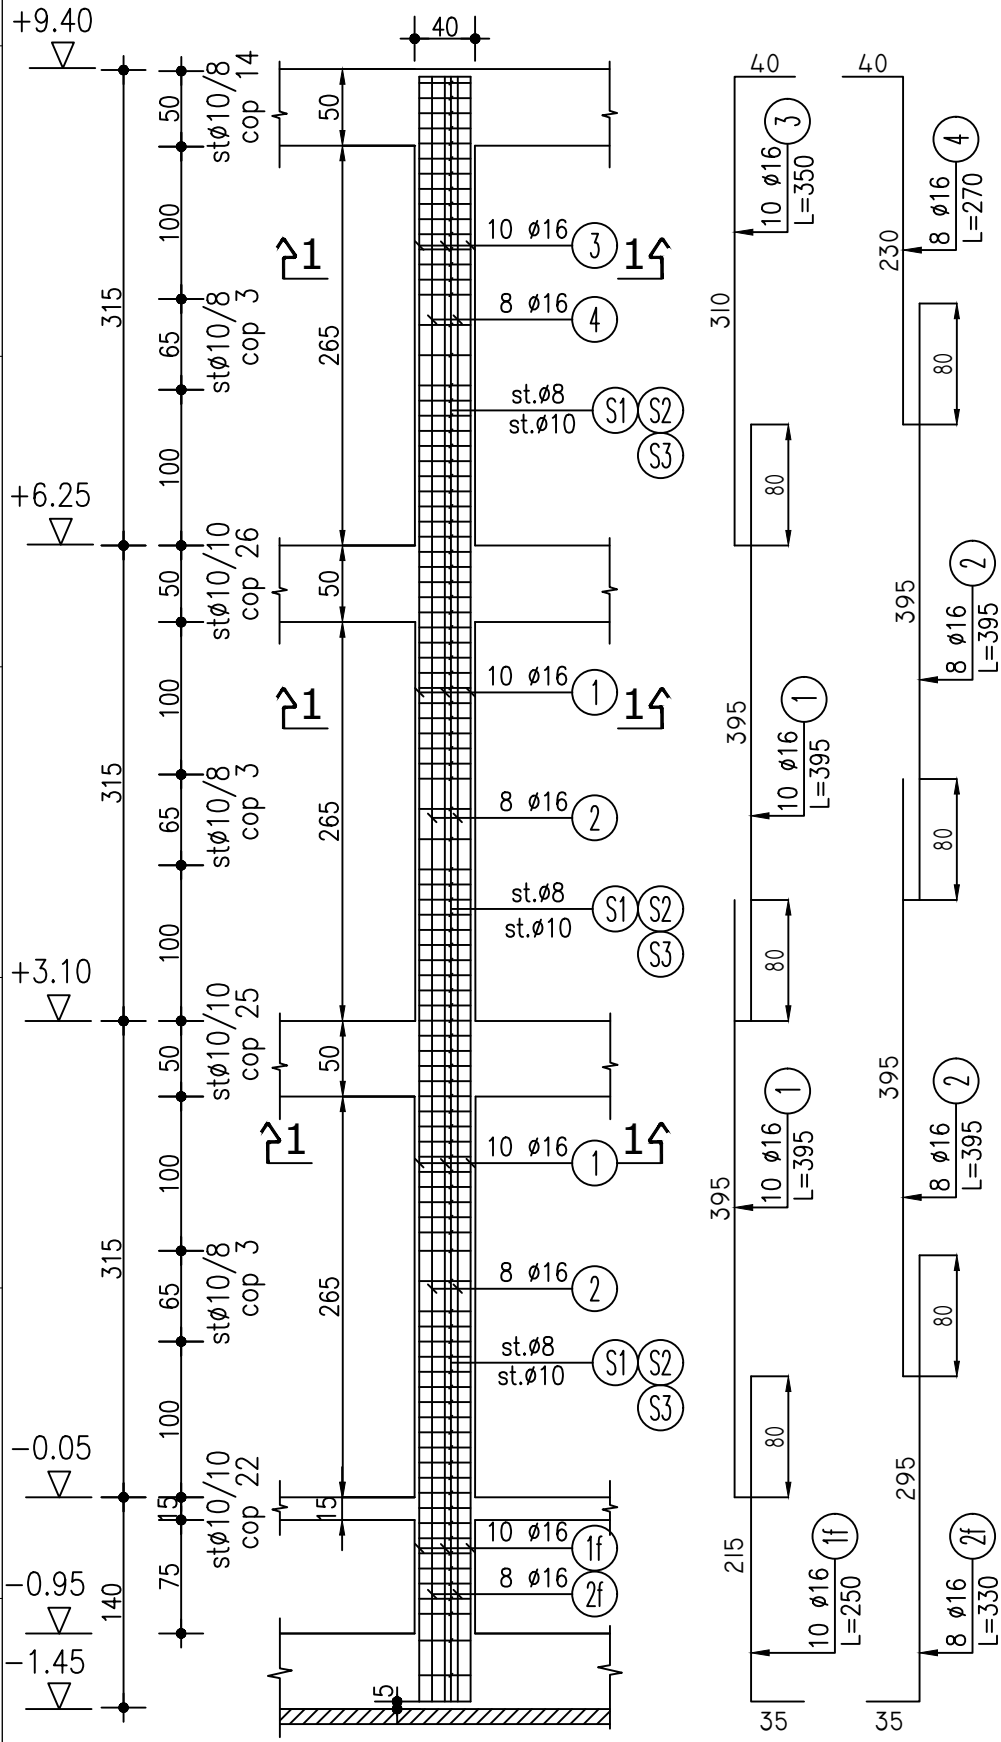 +9.40
+6.25
+3.10
−0.05
−0.95
−1.45
315
315
315
140
50
100
65
100
50
100
65
100
50
100
65
100
15
75
stø10/8
cop 14
stø10/8
cop 3
stø10/10
cop 26
stø10/8
cop 3
stø10/10
cop 25
stø10/8
cop 3
stø10/10
cop 22
50
265
50
265
50
265
15
5
40
1 1
10 ø16 3
8 ø16 4
st.ø8
st.ø10
S1 S2
S3
1 1
10 ø16 1
8 ø16 2
st.ø8
st.ø10
S1 S2
S3
1 1
10 ø16 1
8 ø16 2
st.ø8
st.ø10
S1 S2
S3
10 ø16 1f
8 ø16 2f
40
310
10 ø16 3
L=350
80
395
10 ø16 1
L=395
80
395
10 ø16 1
L=395
80
215
10 ø16 1f
L=250
35
40
230
8 ø16 4
L=270
80
395
8 ø16 2
L=395
80
395
8 ø16 2
L=395
80
295
8 ø16 2f
L=330
35